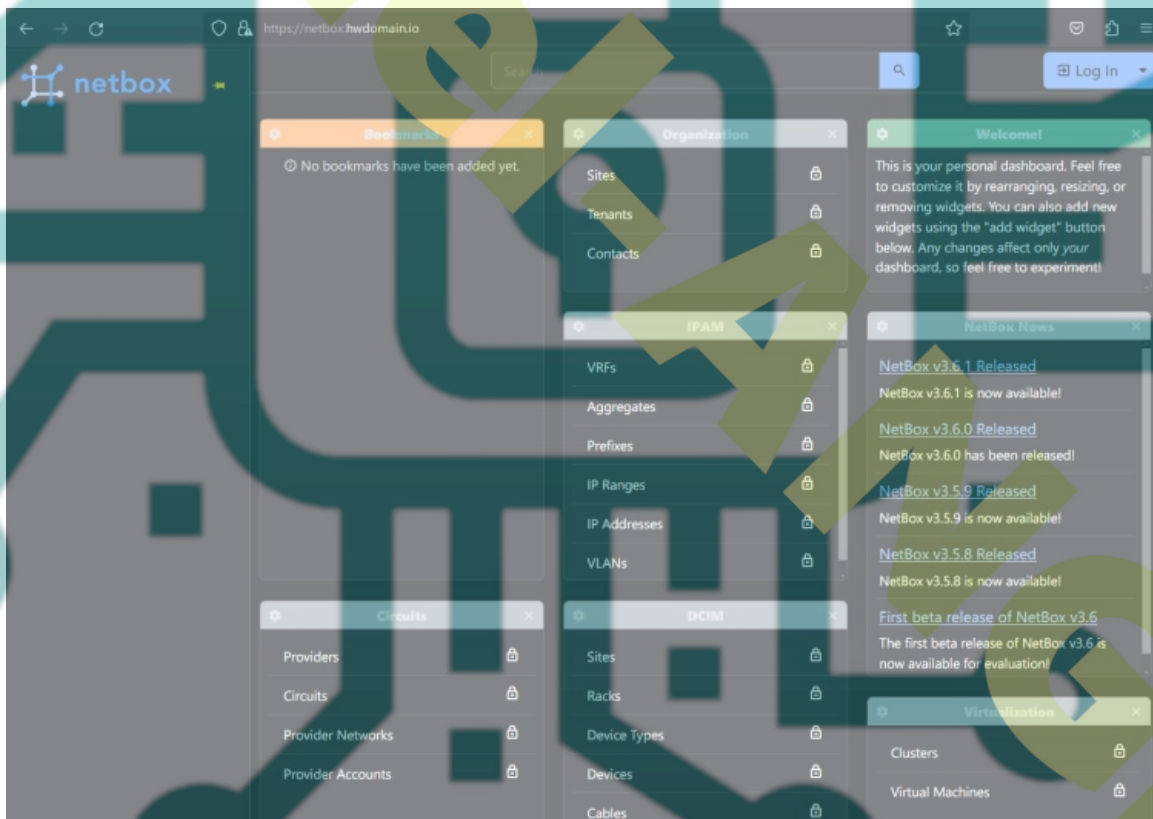 https://netbox.hwdomain.io
netbox
Search
Log In
Bookmarks
No bookmarks have been added yet.
Organization
Sites
Tenants
Contacts
Welcome!
This is your personal dashboard. Feel free
to customize it by rearranging, resizing, or
removing widgets. You can also add new
widgets using the "add widget" button
below. Any changes affect only your
dashboard, so feel free to experiment!
IPAM
VRFs
Aggregates
Prefixes
IP Ranges
IP Addresses
VLANs
NetBox News
NetBox v3.6.1 Released
NetBox v3.6.1 is now available!
NetBox v3.6.0 Released
NetBox v3.6.0 has been released!
NetBox v3.5.9 Released
NetBox v3.5.9 is now available!
NetBox v3.5.8 Released
NetBox v3.5.8 is now available!
First beta release of NetBox v3.6
The first beta release of NetBox v3.6 is
now available for evaluation!
Circuits
Providers
Circuits
Provider Networks
Provider Accounts
DCIM
Sites
Racks
Device Types
Devices
Cables
Virtualization
Clusters
Virtual Machines